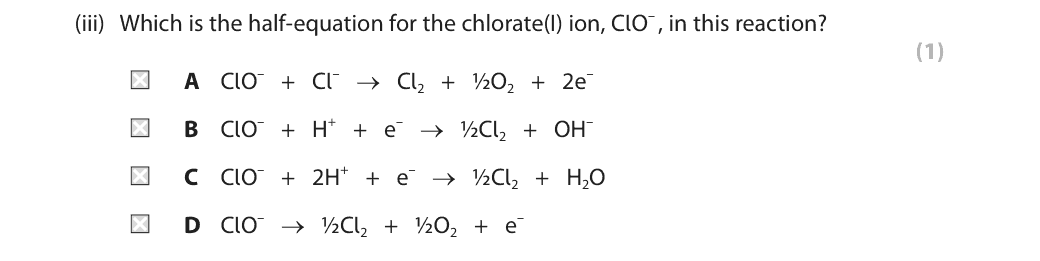 (iii) Which is the half-equation for the chlorate(I) ion, ClO⁻, in this reaction?
(1)
A ClO⁻ + Cl⁻ → Cl₂ + ½O₂ + 2e⁻
B ClO⁻ + H⁺ + e⁻ → ½Cl₂ + OH⁻
C ClO⁻ + 2H⁺ + e⁻ → ½Cl₂ + H₂O
D ClO⁻ → ½Cl₂ + ½O₂ + e⁻